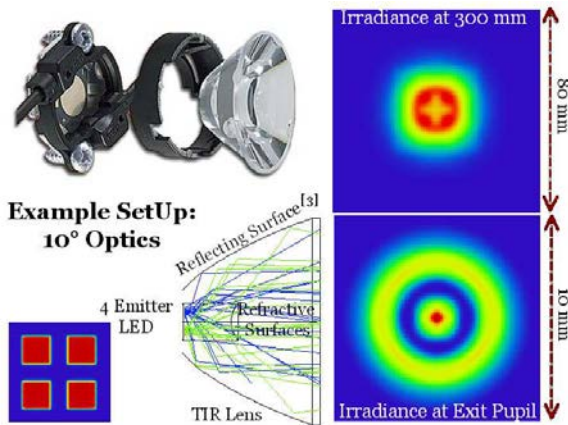 Irradiance at 300 mm
80 mm
Example SetUp:
10° Optics
Reflecting Surface[3]
4 Emitter
LED
Refractive
Surfaces
TIR Lens
10 mm
Irradiance at Exit Pupil